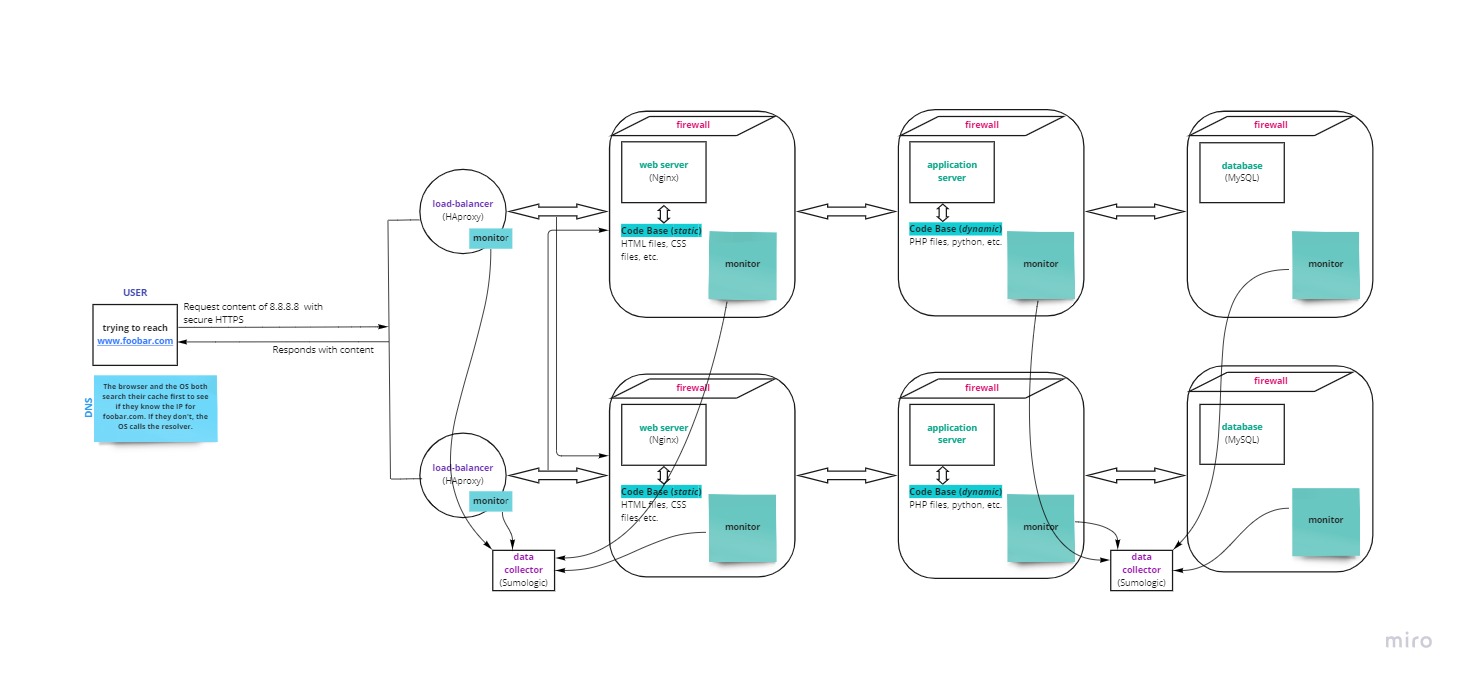 USER
trying to reach
www.foobar.com
Request content of 8.8.8.8 with
secure HTTPS
Responds with content
DNS
The browser and the OS both
search their cache first to see
if they know the IP for
foobar.com. If they don't, the
OS calls the resolver.
load-balancer
(HAproxy)
monitor
firewall
web server
(Nginx)
Code Base (static)
HTML files, CSS
files, etc.
monitor
firewall
application
server
Code Base (dynamic)
PHP files, python, etc.
monitor
firewall
database
(MySQL)
monitor
load-balancer
(HAproxy)
monitor
data
collector
(Sumologic)
firewall
web server
(Nginx)
Code Base (static)
HTML files, CSS
files, etc.
monitor
firewall
application
server
Code Base (dynamic)
PHP files, python, etc.
monitor
data
collector
(Sumologic)
firewall
database
(MySQL)
monitor
miro